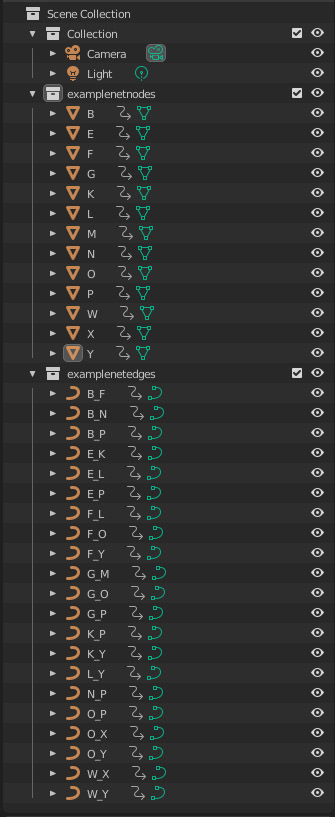 Scene Collection
Collection
Camera
Light
examplenetnodes
B
E
F
G
K
L
M
N
O
P
W
X
Y
examplenetedges
B_F
B_N
B_P
E_K
E_L
E_P
F_L
F_O
F_Y
G_M
G_O
G_P
K_P
K_Y
L_Y
N_P
O_P
O_X
O_Y
W_X
W_Y